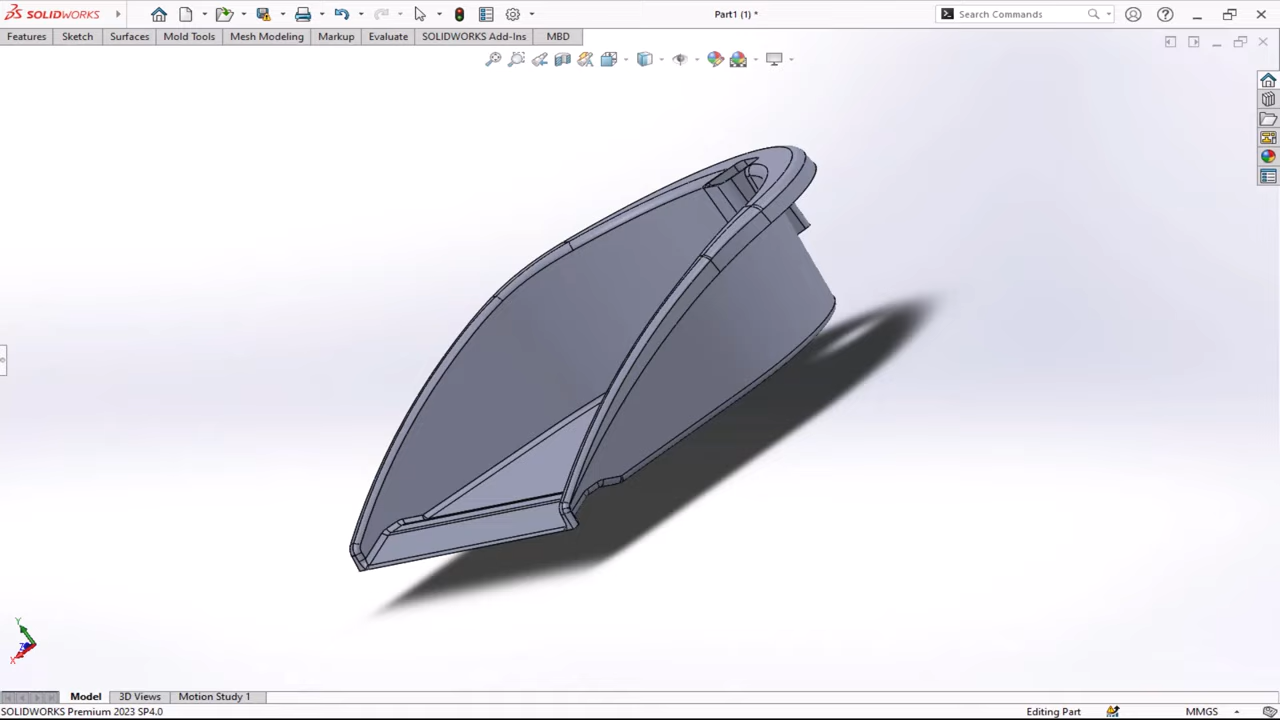 SOLIDWORKS
Part1 (1) *
Search Commands
Features
Sketch
Surfaces
Mold Tools
Mesh Modeling
Markup
Evaluate
SOLIDWORKS Add-Ins
MBD
Y
Z
X
Model
3D Views
Motion Study 1
SOLIDWORKS Premium 2023 SP4.0
Editing Part
MMGS